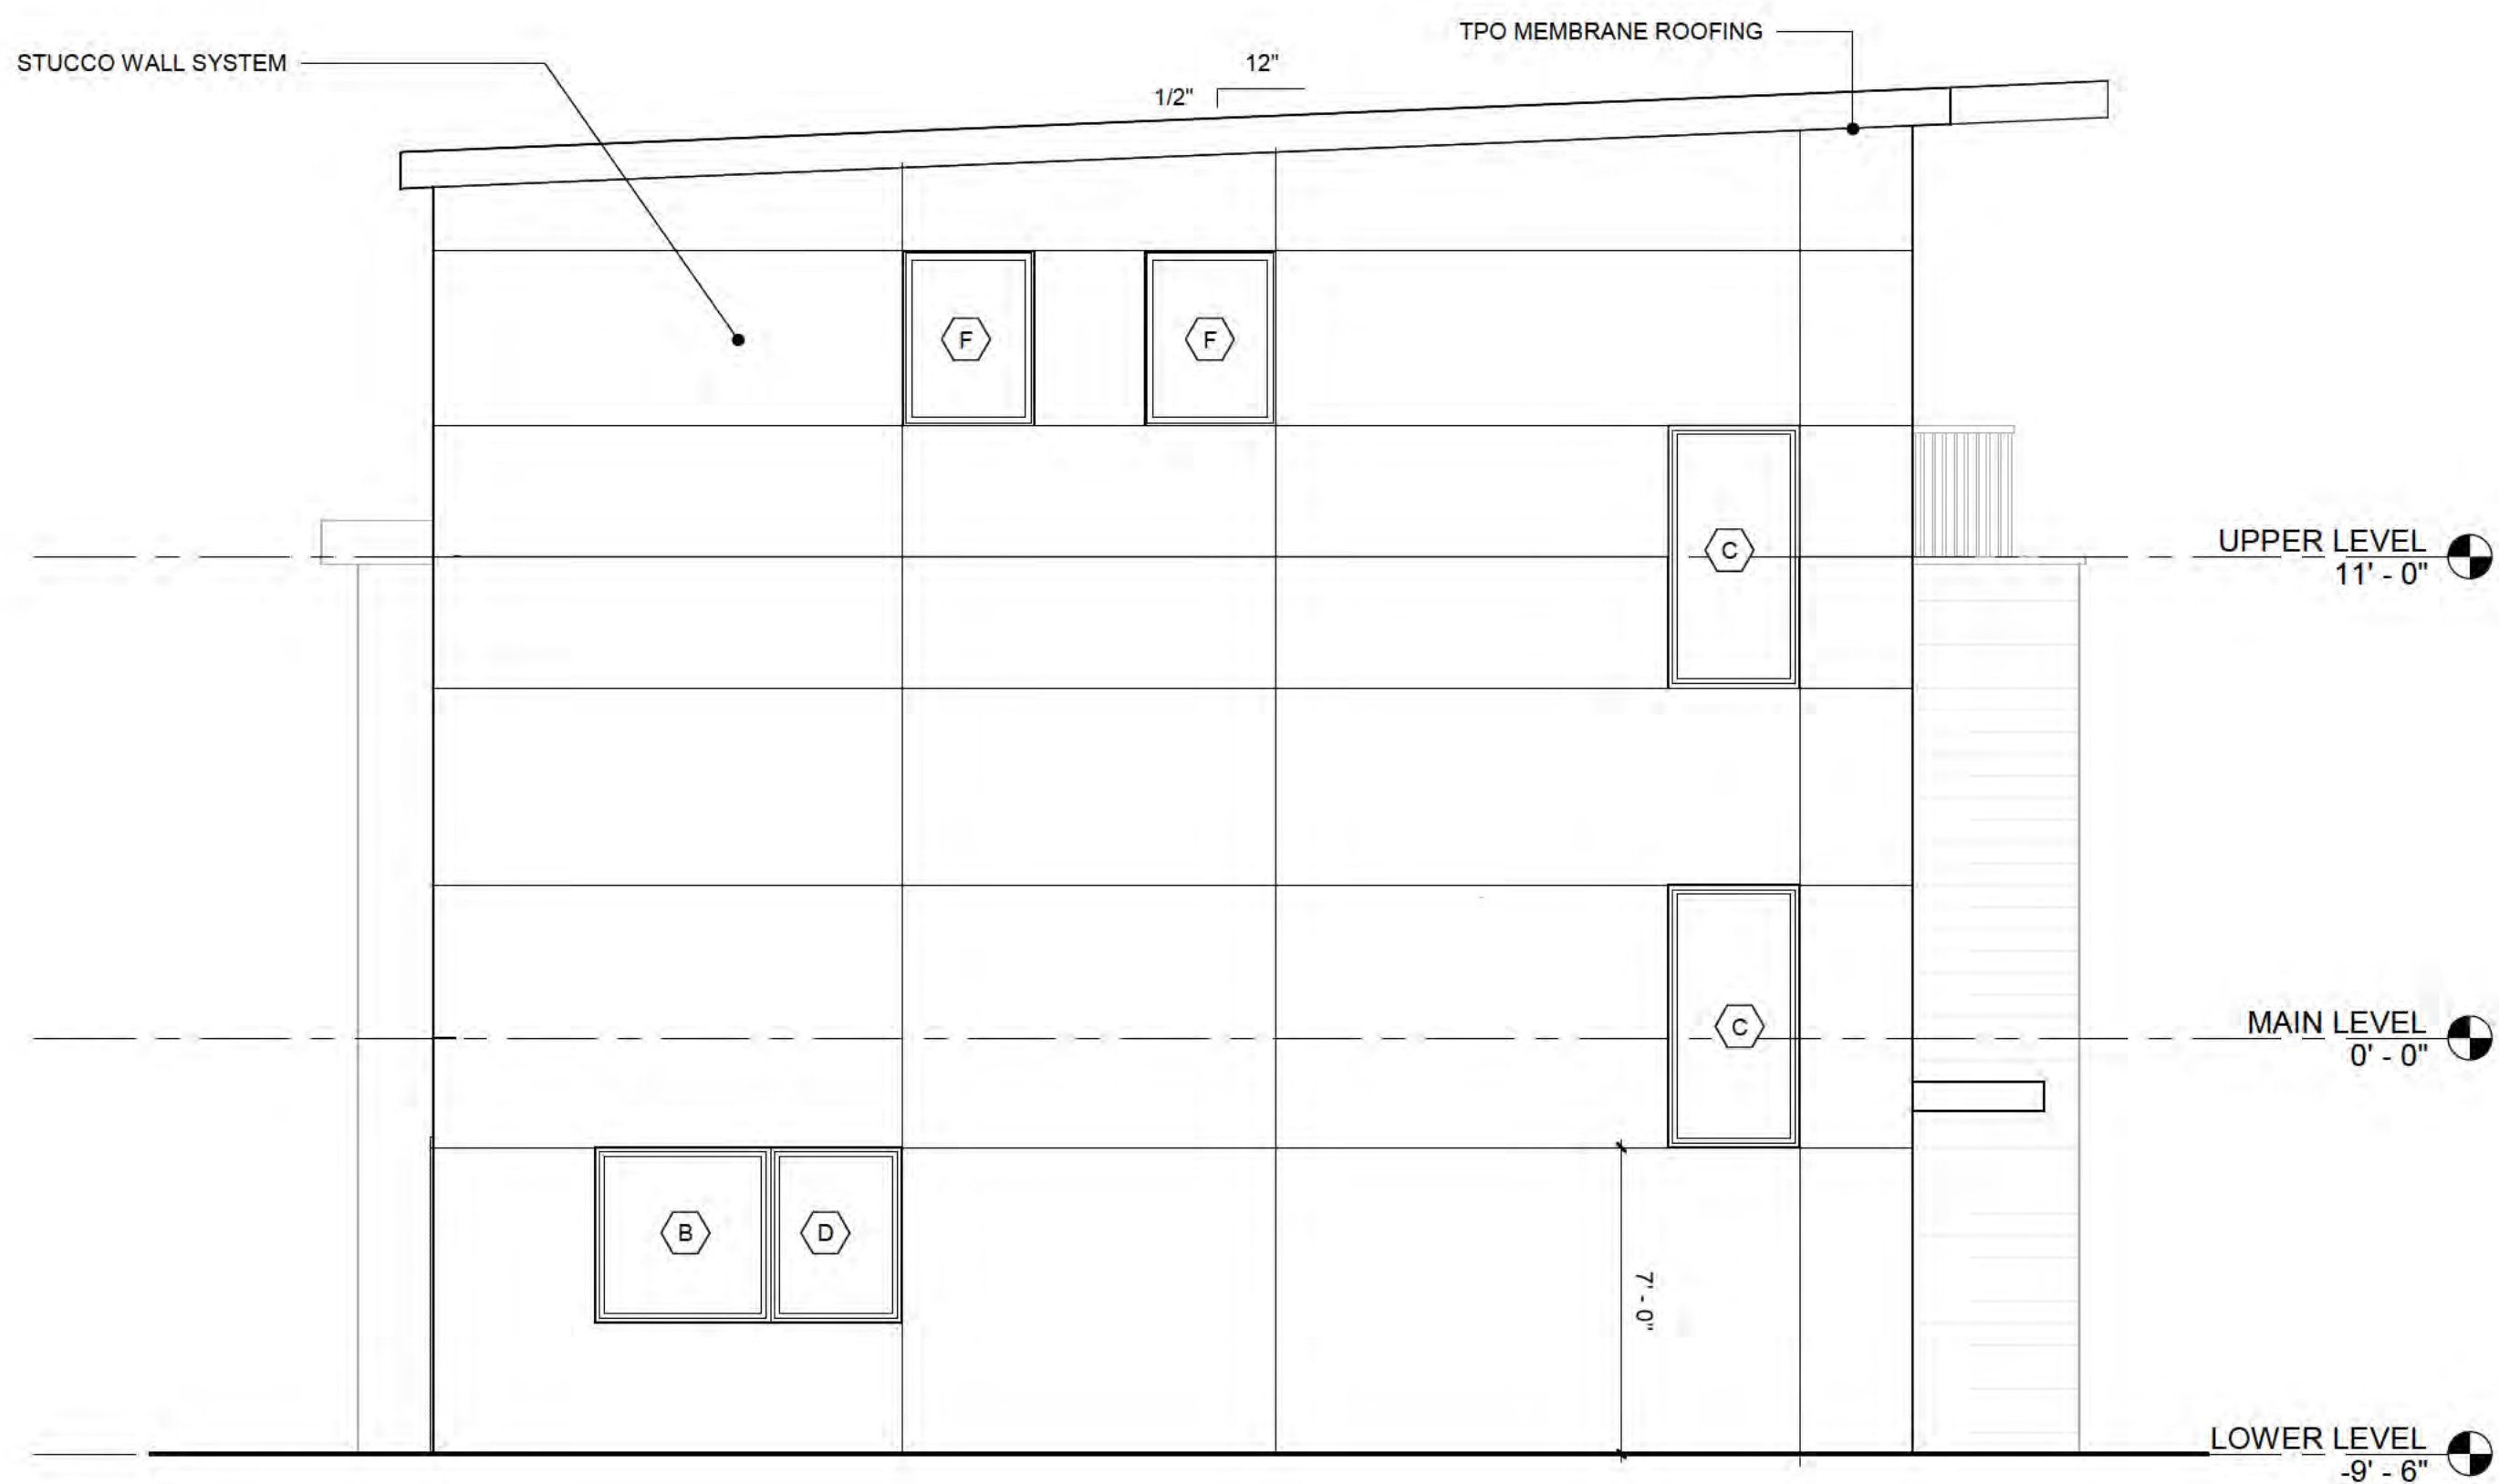 TPO MEMBRANE ROOFING
STUCCO WALL SYSTEM
12"
1/2"
F
F
C
UPPER LEVEL
11' - 0"
C
MAIN LEVEL
0' - 0"
B
D
7' - 0"
LOWER LEVEL
-9' - 6"